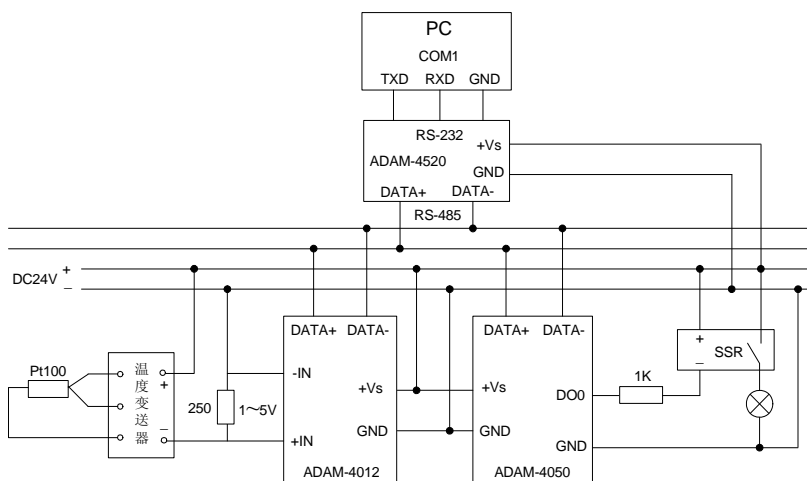 PC
COM1
TXD RXD GND
RS-232
+Vs
ADAM-4520
GND
DATA+ DATA-
RS-485
DC24V
+
−
DATA+ DATA-
-IN
+Vs
+IN
GND
ADAM-4012
DATA+ DATA-
+Vs
DO0
GND
GND
ADAM-4050
Pt100
温度变送器
+
−
250
1～5V
1K
+
−
SSR